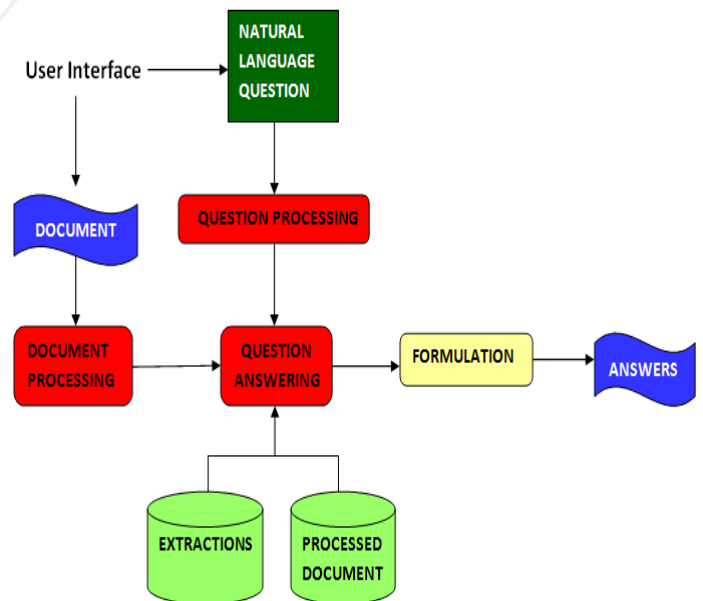 NATURAL
LANGUAGE
QUESTION
User Interface
DOCUMENT
QUESTION PROCESSING
DOCUMENT
PROCESSING
QUESTION
ANSWERING
FORMULATION
ANSWERS
EXTRACTIONS
PROCESSED
DOCUMENT